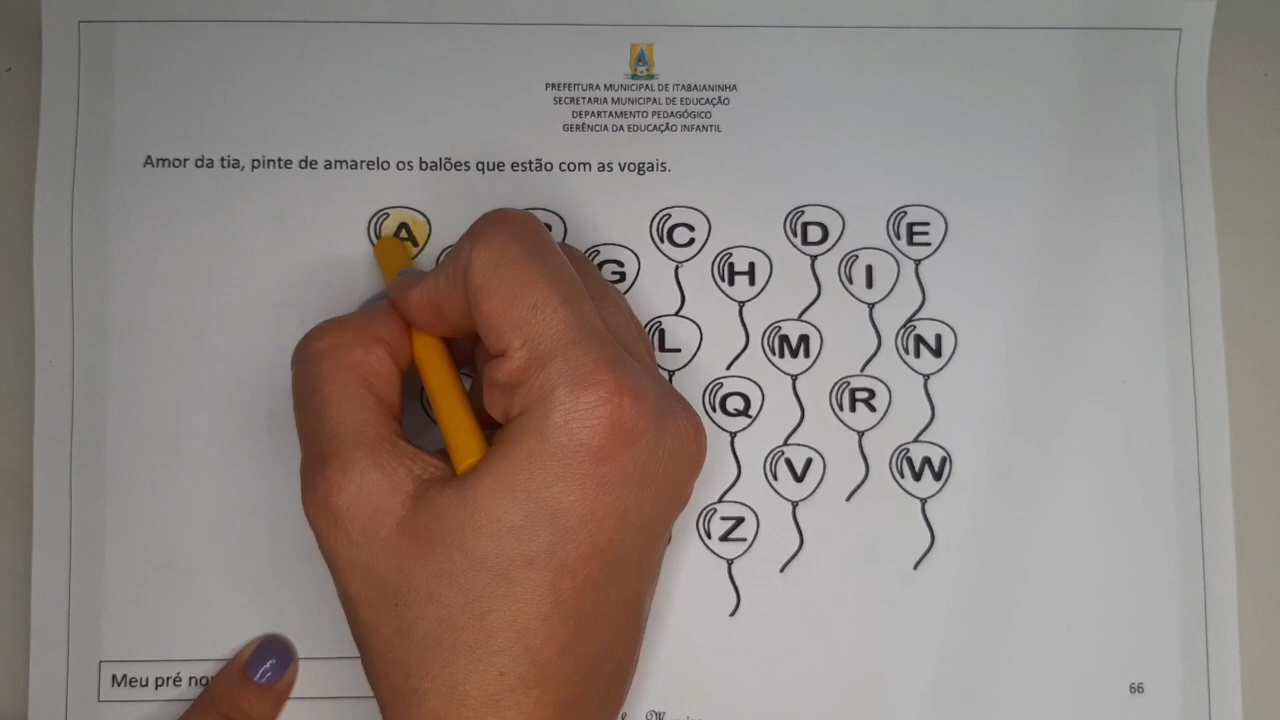 PREFEITURA MUNICIPAL DE ITABAIANINHA
SECRETARIA MUNICIPAL DE EDUCAÇÃO
DEPARTAMENTO PEDAGÓGICO
GERÊNCIA DA EDUCAÇÃO INFANTIL
Amor da tia, pinte de amarelo os balões que estão com as vogais.
A C D E
G H I
L M N
Q R
V W
Z
Meu pré
66